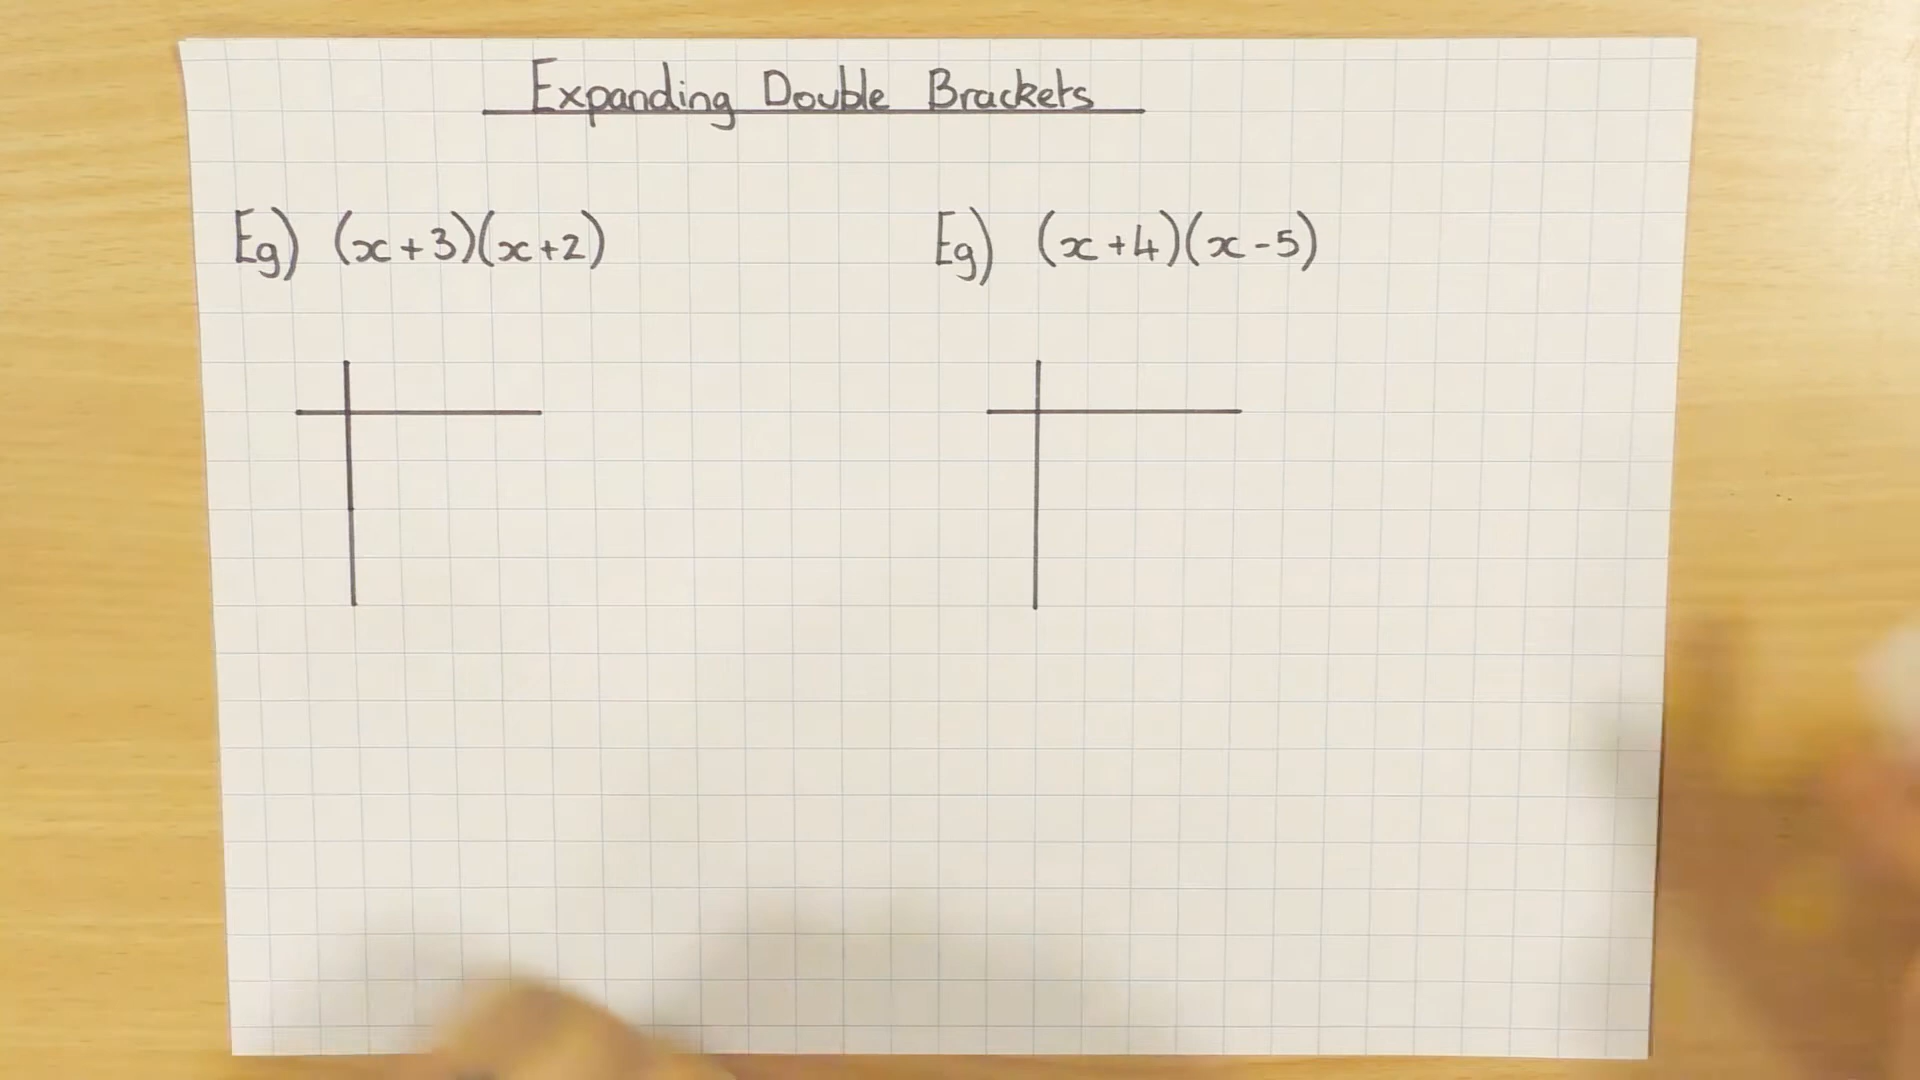 Expanding Double Brackets
Eg) (x+3)(x+2)
Eg) (x+4)(x-5)